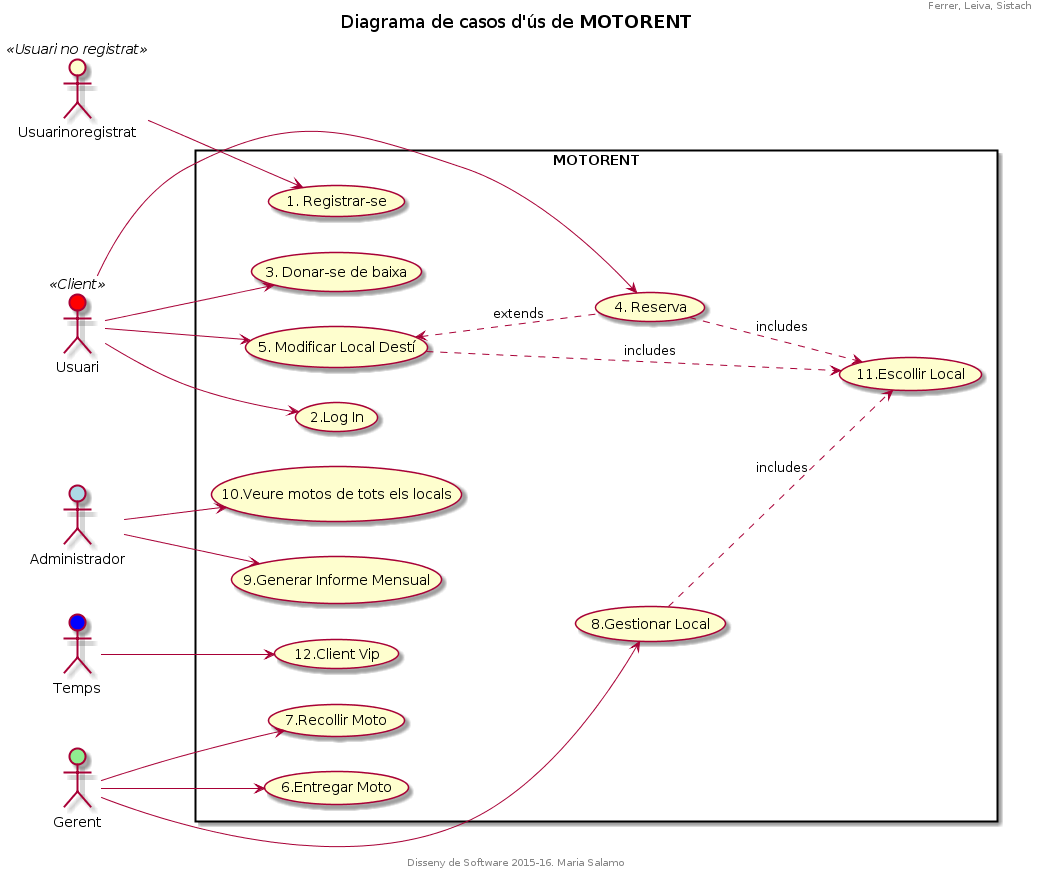 Ferrer, Leiva, Sistach
Diagrama de casos d'ús de MOTORENT
«Usuari no registrat»
Usuarinoregistrat
MOTORENT
1. Registrar-se
3. Donar-se de baixa
«Client»
4. Reserva
extends
includes
5. Modificar Local Destí
includes
Usuari
11.Escollir Local
2.Log In
includes
10.Veure motos de tots els locals
Administrador
9.Generar Informe Mensual
8.Gestionar Local
12.Client Vip
Temps
7.Recollir Moto
6.Entregar Moto
Gerent
Disseny de Software 2015-16. Maria Salamo